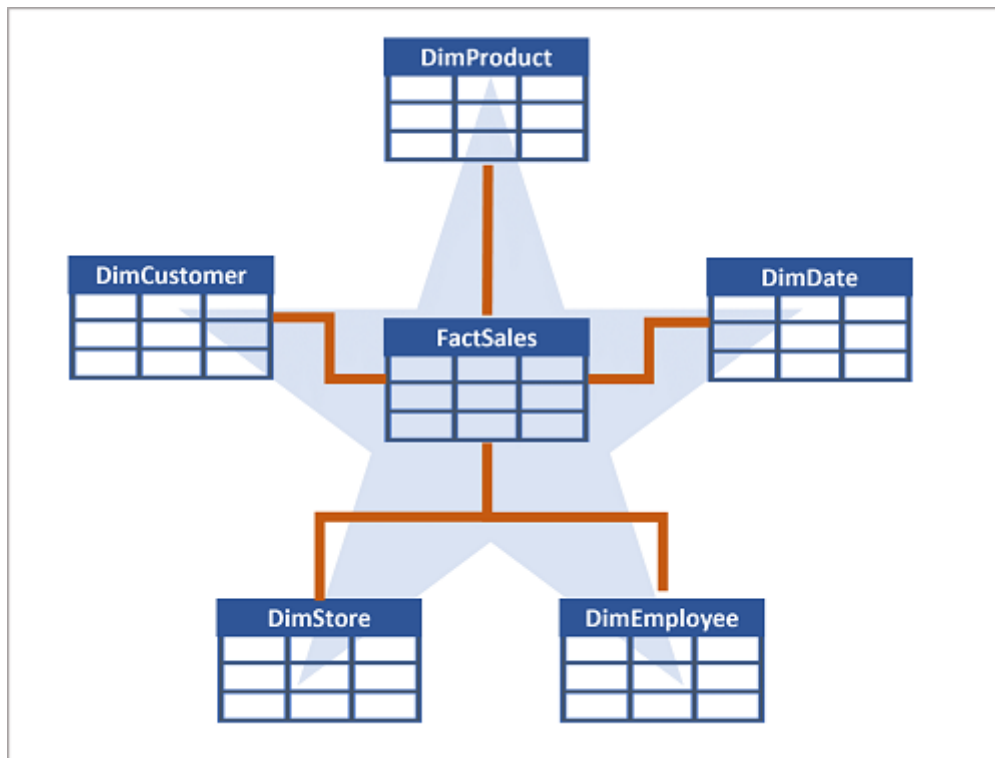 DimProduct
DimCustomer
DimDate
FactSales
DimStore
DimEmployee